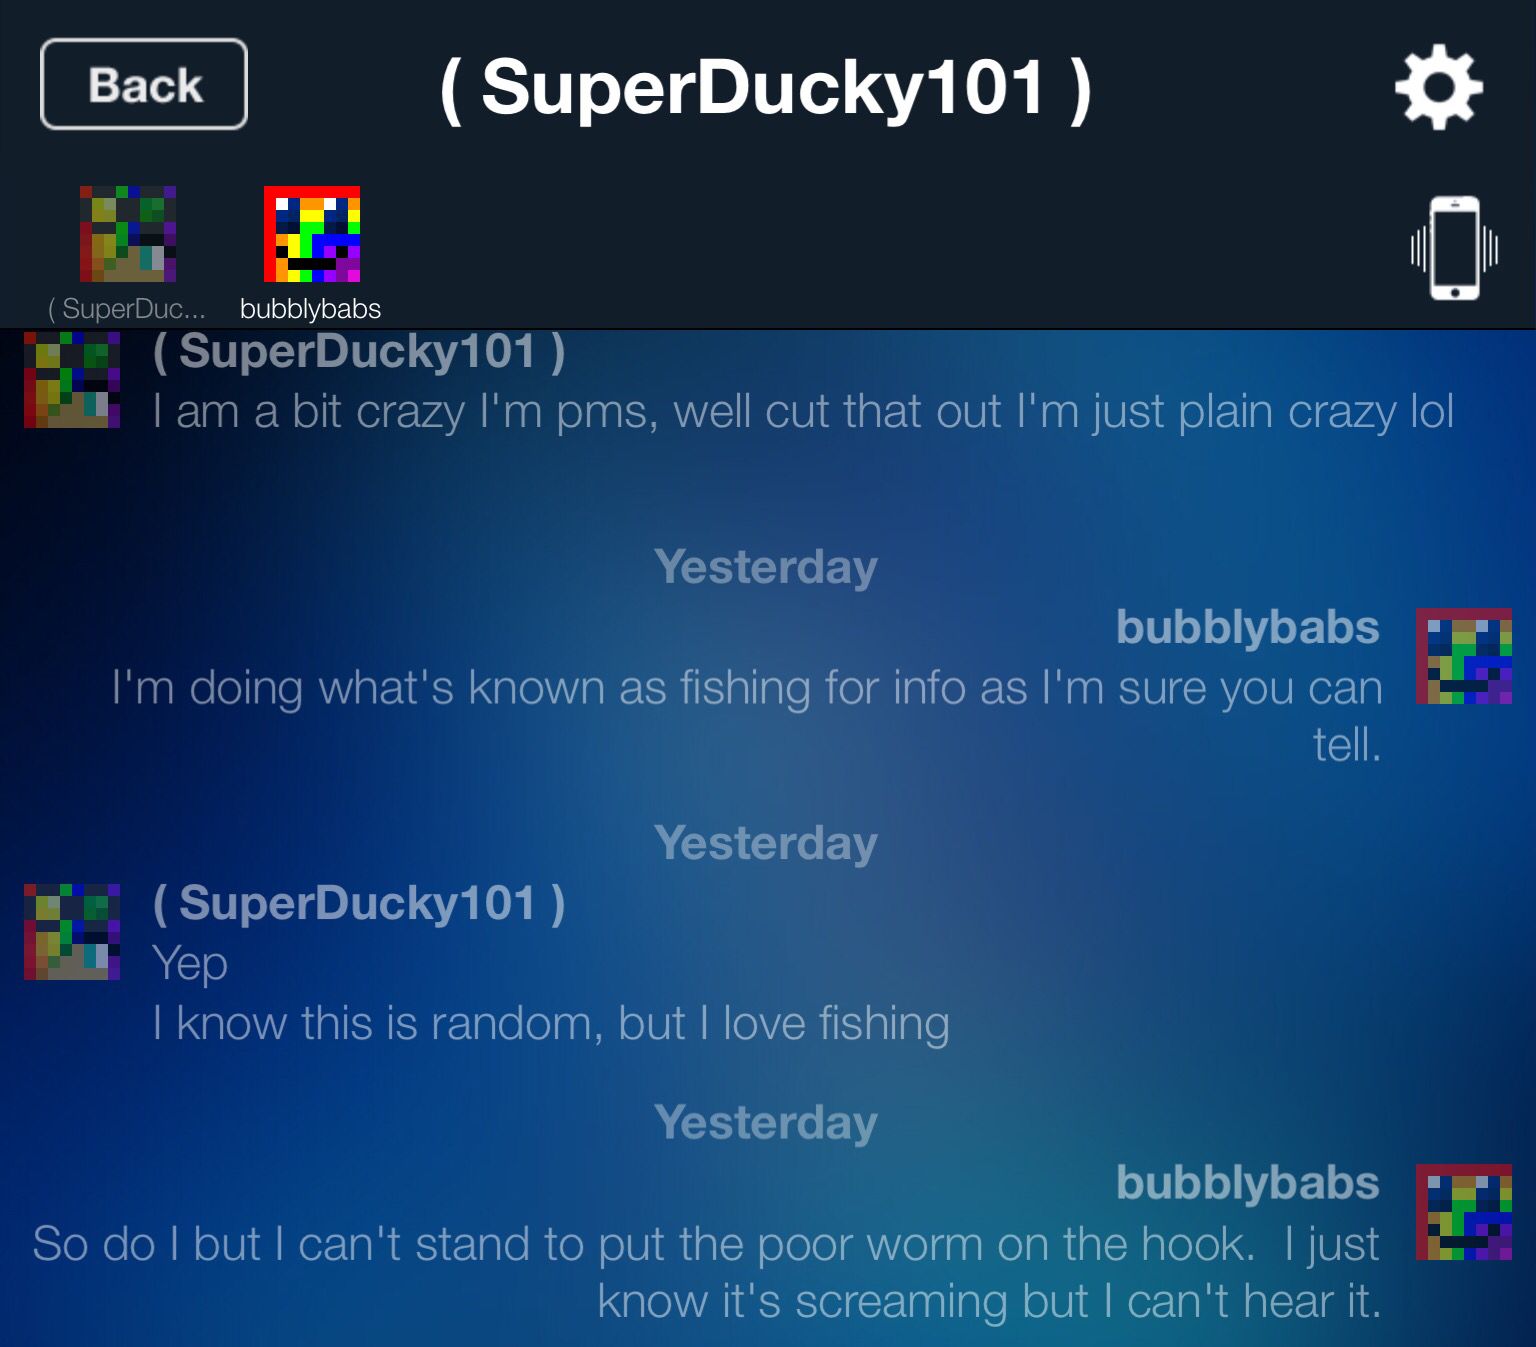 Back
( SuperDucky101 )
( SuperDuc...
bubblybabs
( SuperDucky101 )
I am a bit crazy I'm pms, well cut that out I'm just plain crazy lol
Yesterday
bubblybabs
I'm doing what's known as fishing for info as I'm sure you can
tell.
Yesterday
( SuperDucky101 )
Yep
I know this is random, but I love fishing
Yesterday
bubblybabs
So do I but I can't stand to put the poor worm on the hook.  I just
know it's screaming but I can't hear it.